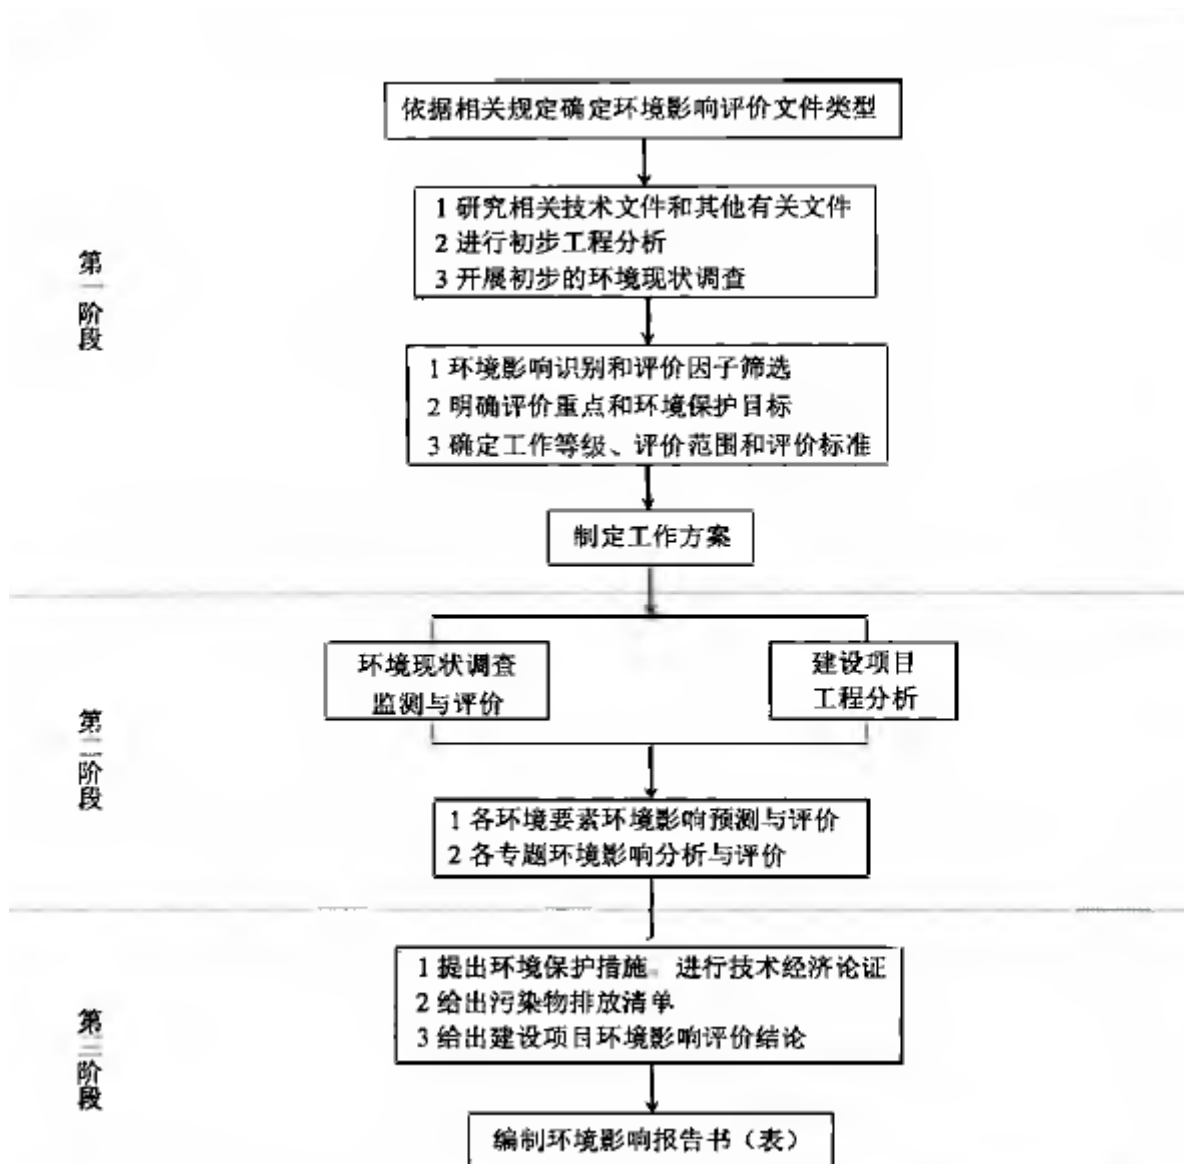 依据相关规定确定环境影响评价文件类型
1 研究相关技术文件和其他有关文件
2 进行初步工程分析
3 开展初步的环境现状调查
第一阶段
1 环境影响识别和评价因子筛选
2 明确评价重点和环境保护目标
3 确定工作等级、评价范围和评价标准
制定工作方案
环境现状调查
监测与评价
建设项目
工程分析
第二阶段
1 各环境要素环境影响预测与评价
2 各专题环境影响分析与评价
1 提出环境保护措施、进行技术经济论证
2 给出污染物排放清单
3 给出建设项目环境影响评价结论
第三阶段
编制环境影响报告书（表）